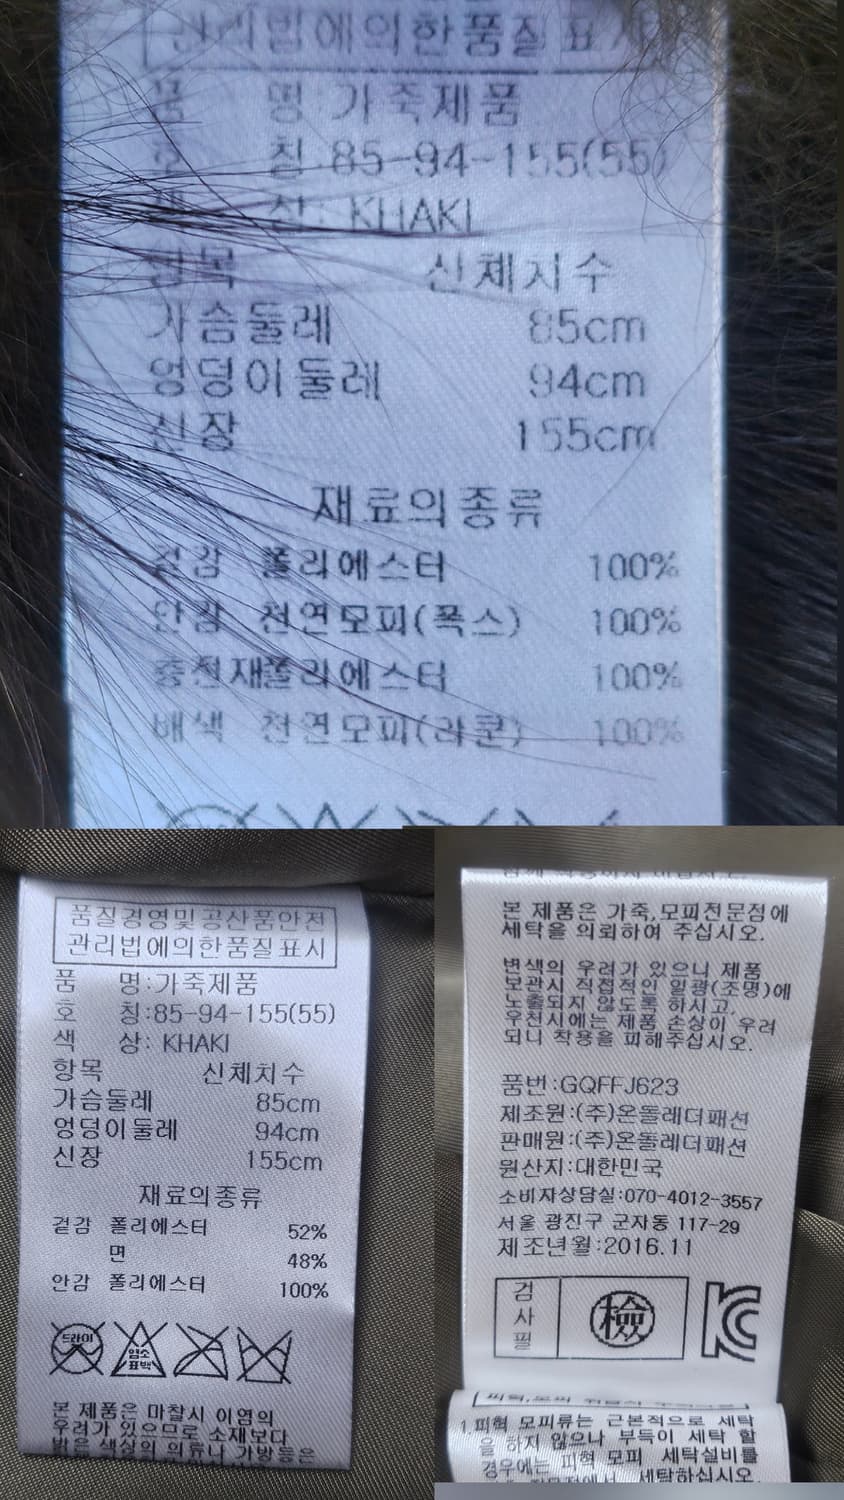 관리법에의한품질표시
품 명:가죽제품
호 칭:85-94-155(55)
색 상: KHAKI
항목 신체치수
가슴둘레 85cm
엉덩이둘레 94cm
신장 155cm
재료의종류
겉감 폴리에스터 100%
안감 천연모피(폭스) 100%
충전재폴리에스터 100%
배색 천연모피(라쿤) 100%
품질경영및공산품안전
관리법에의한품질표시
품 명:가죽제품
호 칭:85-94-155(55)
색 상: KHAKI
항목 신체치수
가슴둘레 85cm
엉덩이둘레 94cm
신장 155cm
재료의종류
겉감 폴리에스터 52%
면 48%
안감 폴리에스터 100%
드라이
염소
표백
본 제품은 마찰시 이염의
우려가 있으므로 소재보다
밝은 색상의 의류나 가방등은
본 제품은 가죽,모피전문점에
세탁을 의뢰하여 주십시오.
변색의 우려가 있으니 제품
보관시 직접적인 일광(조명)에
노출되지 않도록 하시고,
우천시에는 제품 손상이 우려
되니 착용을 피해주십시오.
품번:GQFFJ623
제조원:(주)온돌레더패션
판매원:(주)온돌레더패션
원산지:대한민국
소비자상담실:070-4012-3557
서울 광진구 군자동 117-29
제조년월:2016.11
검사필
檢
1.피혁 모피류는 근본적으로 세탁
을 하지 않으나 부득이 세탁 할
경우에는 피혁 모피 세탁설비를
세탁하십시오.